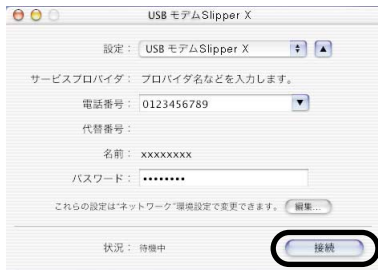 USB モデムSlipper X
設定： USB モデムSlipper X
サービスプロバイダ： プロバイダ名などを入力します。
電話番号： 0123456789
代替番号：
名前： xxxxxxxx
パスワード： ••••••••
これらの設定は"ネットワーク"環境設定で変更できます。 編集...
状況： 待機中 接続